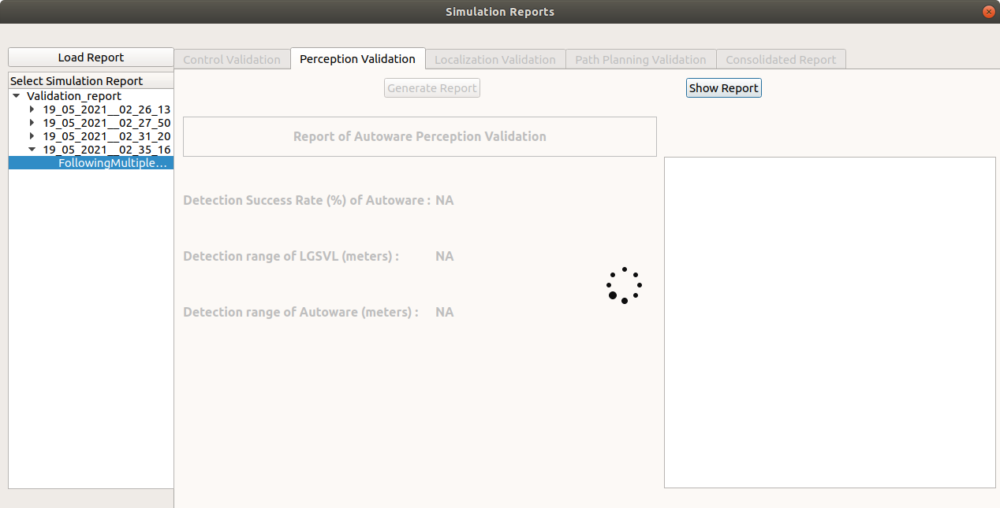 Simulation Reports
Load Report
Control Validation
Perception Validation
Localization Validation
Path Planning Validation
Consolidated Report
Select Simulation Report
Validation_report
19_05_2021__02_26_13
19_05_2021__02_27_50
19_05_2021__02_31_20
19_05_2021__02_35_16
FollowingMultiple...
Generate Report
Show Report
Report of Autoware Perception Validation
Detection Success Rate (%) of Autoware : NA
Detection range of LGSVL (meters) : NA
Detection range of Autoware (meters) : NA